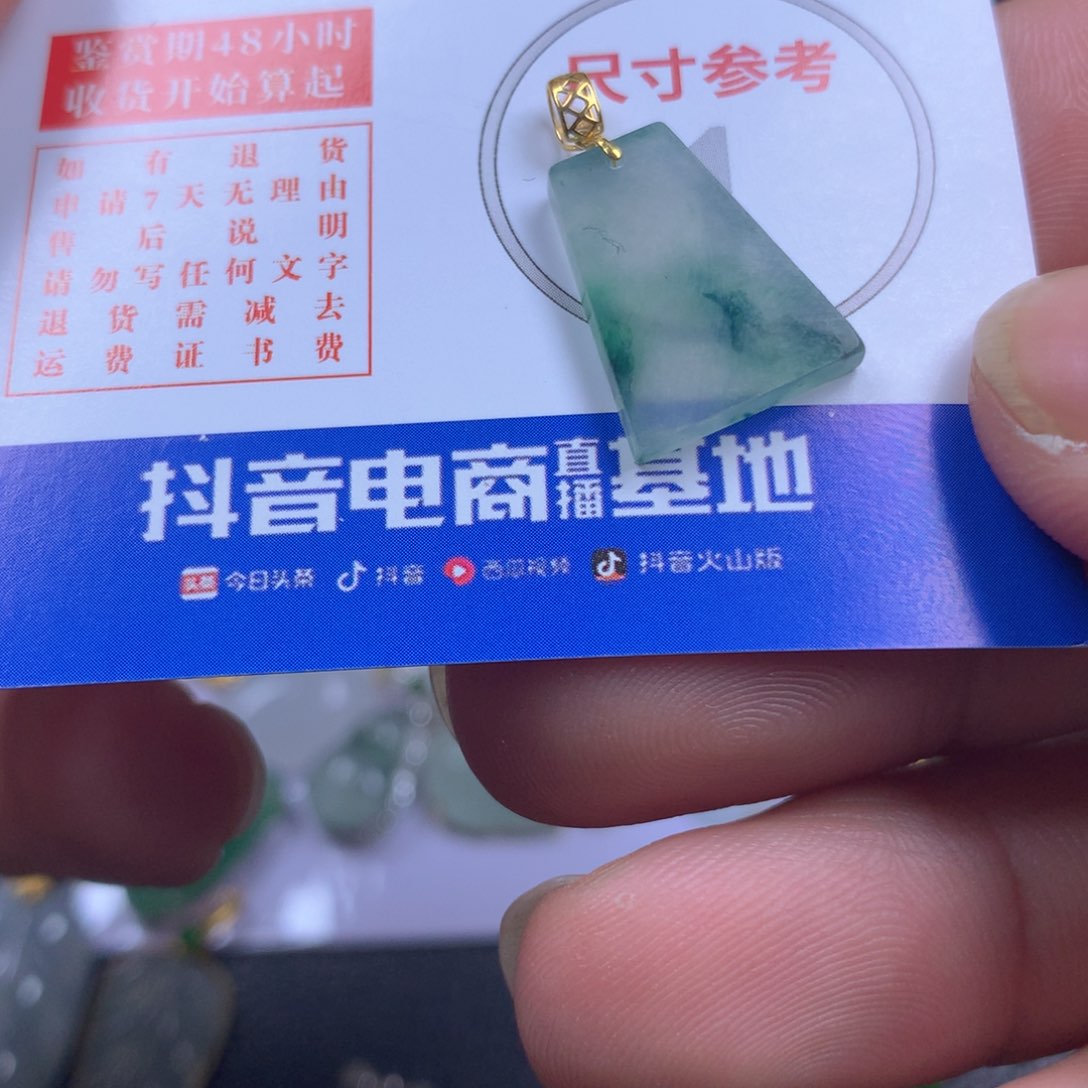 鉴赏期48小时
收货开始算起
如有退货
申请7天无理由
售后说明
请勿写任何文字
退货需减去
运费证书费
尺寸参考
抖音电商直播基地
头条 今日头条 抖音 西瓜视频 抖音火山版